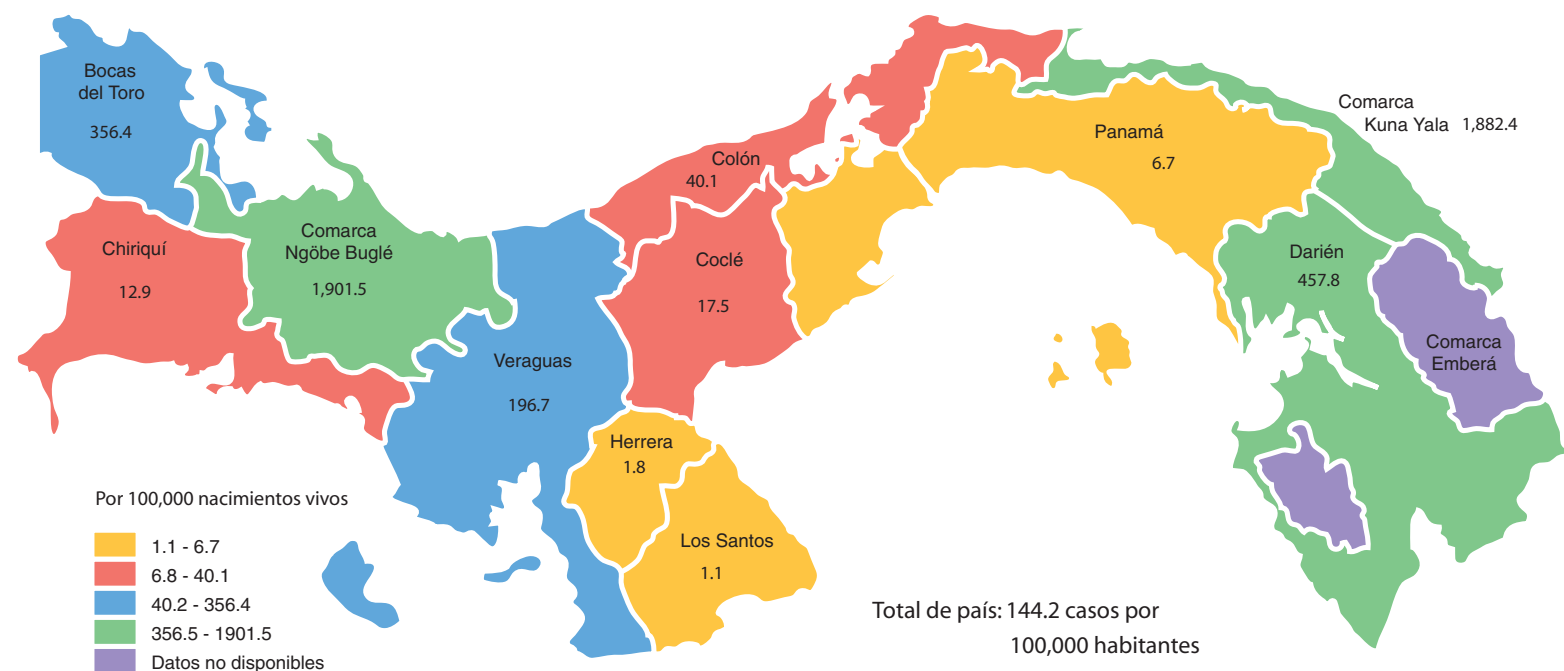 Bocas
del Toro
356.4
Chiriquí
12.9
Comarca
Ngöbe Buglé
1,901.5
Veraguas
196.7
Colón
40.1
Coclé
17.5
Herrera
1.8
Los Santos
1.1
Panamá
6.7
Comarca
Kuna Yala 1,882.4
Darién
457.8
Comarca
Emberá
Por 100,000 nacimientos vivos
1.1 - 6.7
6.8 - 40.1
40.2 - 356.4
356.5 - 1901.5
Datos no disponibles
Total de país: 144.2 casos por
100,000 habitantes